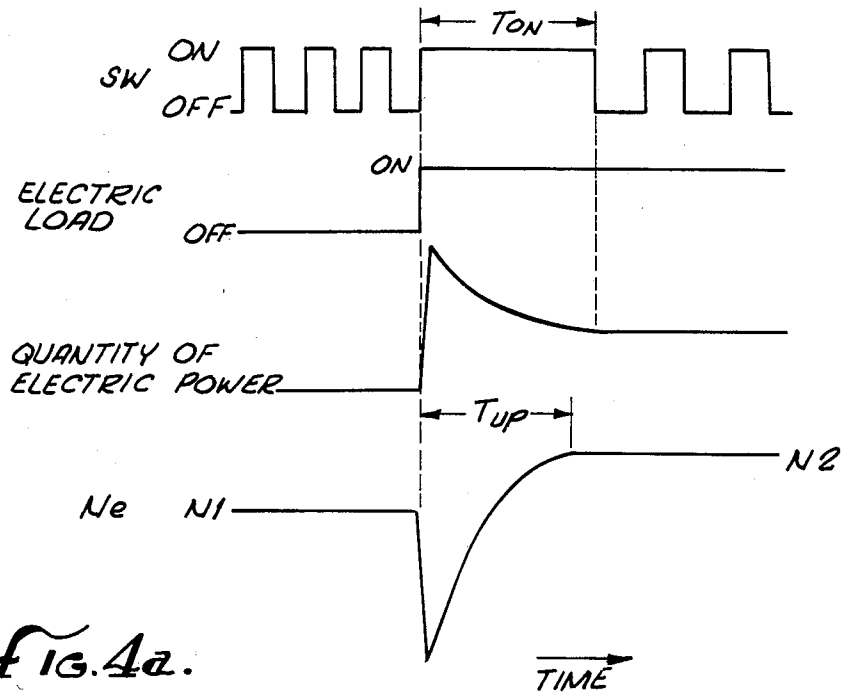 TON
ON
SW
OFF
ON
ELECTRIC
LOAD
OFF
QUANTITY OF
ELECTRIC POWER
TUP
N2
Ne N1
FIG. 4a.
TIME